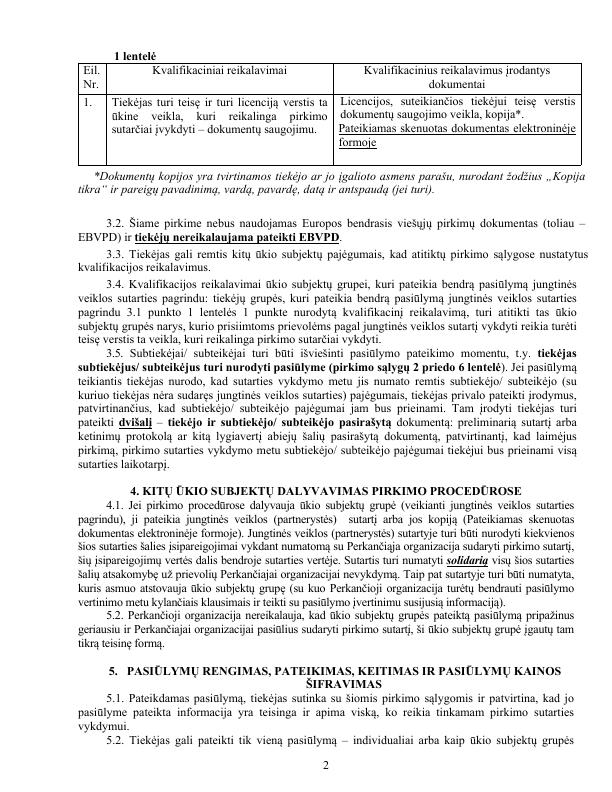 1 lentelė
Eil. Nr.
Kvalifikaciniai reikalavimai
Kvalifikacinius reikalavimus įrodantys
dokumentai
1.
Tiekėjas turi teisę ir turi licenciją verstis ta
ūkine veikla, kuri reikalinga pirkimo
sutarčiai įvykdyti – dokumentų saugojimu.
Licencijos, suteikiančios tiekėjui teisę verstis
dokumentų saugojimo veikla, kopija*.
Pateikiamas skenuotas dokumentas elektroninėje
formoje
*Dokumentų kopijos yra tvirtinamos tiekėjo ar jo įgalioto asmens parašu, nurodant žodžius „Kopija
tikra“ ir pareigų pavadinimą, vardą, pavardę, datą ir antspaudą (jei turi).
3.2. Šiame pirkime nebus naudojamas Europos bendrasis viešųjų pirkimų dokumentas (toliau –
EBVPD) ir tiekėjų nereikalaujama pateikti EBVPD.
3.3. Tiekėjas gali remtis kitų ūkio subjektų pajėgumais, kad atitiktų pirkimo sąlygose nustatytus
kvalifikacijos reikalavimus.
3.4. Kvalifikacijos reikalavimai ūkio subjektų grupei, kuri pateikia bendrą pasiūlymą jungtinės
veiklos sutarties pagrindu: tiekėjų grupės, kuri pateikia bendrą pasiūlymą jungtinės veiklos sutarties
pagrindu 3.1 punkto 1 lentelės 1 punkte nurodytą kvalifikacinį reikalavimą, turi atitikti tas ūkio
subjektų grupės narys, kurio prisiimtoms prievolėms pagal jungtinės veiklos sutartį vykdyti reikia turėti
teisę verstis ta veikla, kuri reikalinga pirkimo sutarčiai vykdyti.
3.5. Subtiekėjai/ subteikėjai turi būti išviešinti pasiūlymo pateikimo momentu, t.y. tiekėjas
subtiekėjus/ subteikėjus turi nurodyti pasiūlyme (pirkimo sąlygų 2 priedo 6 lentelė). Jei pasiūlymą
teikiantis tiekėjas nurodo, kad sutarties vykdymo metu jis numato remtis subtiekėjo/ subteikėjo (su
kuriuo tiekėjas nėra sudaręs jungtinės veiklos sutarties) pajėgumais, tiekėjas privalo pateikti įrodymus,
patvirtinančius, kad subtiekėjo/ subteikėjo pajėgumai jam bus prieinami. Tam įrodyti tiekėjas turi
pateikti dvišalį – tiekėjo ir subtiekėjo/ subteikėjo pasirašytą dokumentą: preliminarią sutartį arba
ketinimų protokolą ar kitą lygiavertį abiejų šalių pasirašytą dokumentą, patvirtinantį, kad laimėjus
pirkimą, pirkimo sutarties vykdymo metu subtiekėjo/ subteikėjo pajėgumai tiekėjui bus prieinami visą
sutarties laikotarpį.
4. KITŲ ŪKIO SUBJEKTŲ DALYVAVIMAS PIRKIMO PROCEDŪROSE
4.1. Jei pirkimo procedūrose dalyvauja ūkio subjektų grupė (veikianti jungtinės veiklos sutarties
pagrindu), ji pateikia jungtinės veiklos (partnerystės) sutartį arba jos kopiją (Pateikiamas skenuotas
dokumentas elektroninėje formoje). Jungtinės veiklos (partnerystės) sutartyje turi būti nurodyti kiekvienos
šios sutarties šalies įsipareigojimai vykdant numatomą su Perkančiąja organizacija sudaryti pirkimo sutartį,
šių įsipareigojimų vertės dalis bendroje sutarties vertėje. Sutartis turi numatyti solidarią visų šios sutarties
šalių atsakomybę už prievolių Perkančiajai organizacijai nevykdymą. Taip pat sutartyje turi būti numatyta,
kuris asmuo atstovauja ūkio subjektų grupę (su kuo Perkančioji organizacija turėtų bendrauti pasiūlymo
vertinimo metu kylančiais klausimais ir teikti su pasiūlymo įvertinimu susijusią informaciją).
5.2. Perkančioji organizacija nereikalauja, kad ūkio subjektų grupės pateiktą pasiūlymą pripažinus
geriausiu ir Perkančiajai organizacijai pasiūlius sudaryti pirkimo sutartį, ši ūkio subjektų grupė įgautų tam
tikrą teisinę formą.
5. PASIŪLYMŲ RENGIMAS, PATEIKIMAS, KEITIMAS IR PASIŪLYMŲ KAINOS
ŠIFRAVIMAS
5.1. Pateikdamas pasiūlymą, tiekėjas sutinka su šiomis pirkimo sąlygomis ir patvirtina, kad jo
pasiūlyme pateikta informacija yra teisinga ir apima viską, ko reikia tinkamam pirkimo sutarties
vykdymui.
5.2. Tiekėjas gali pateikti tik vieną pasiūlymą – individualiai arba kaip ūkio subjektų grupės
2